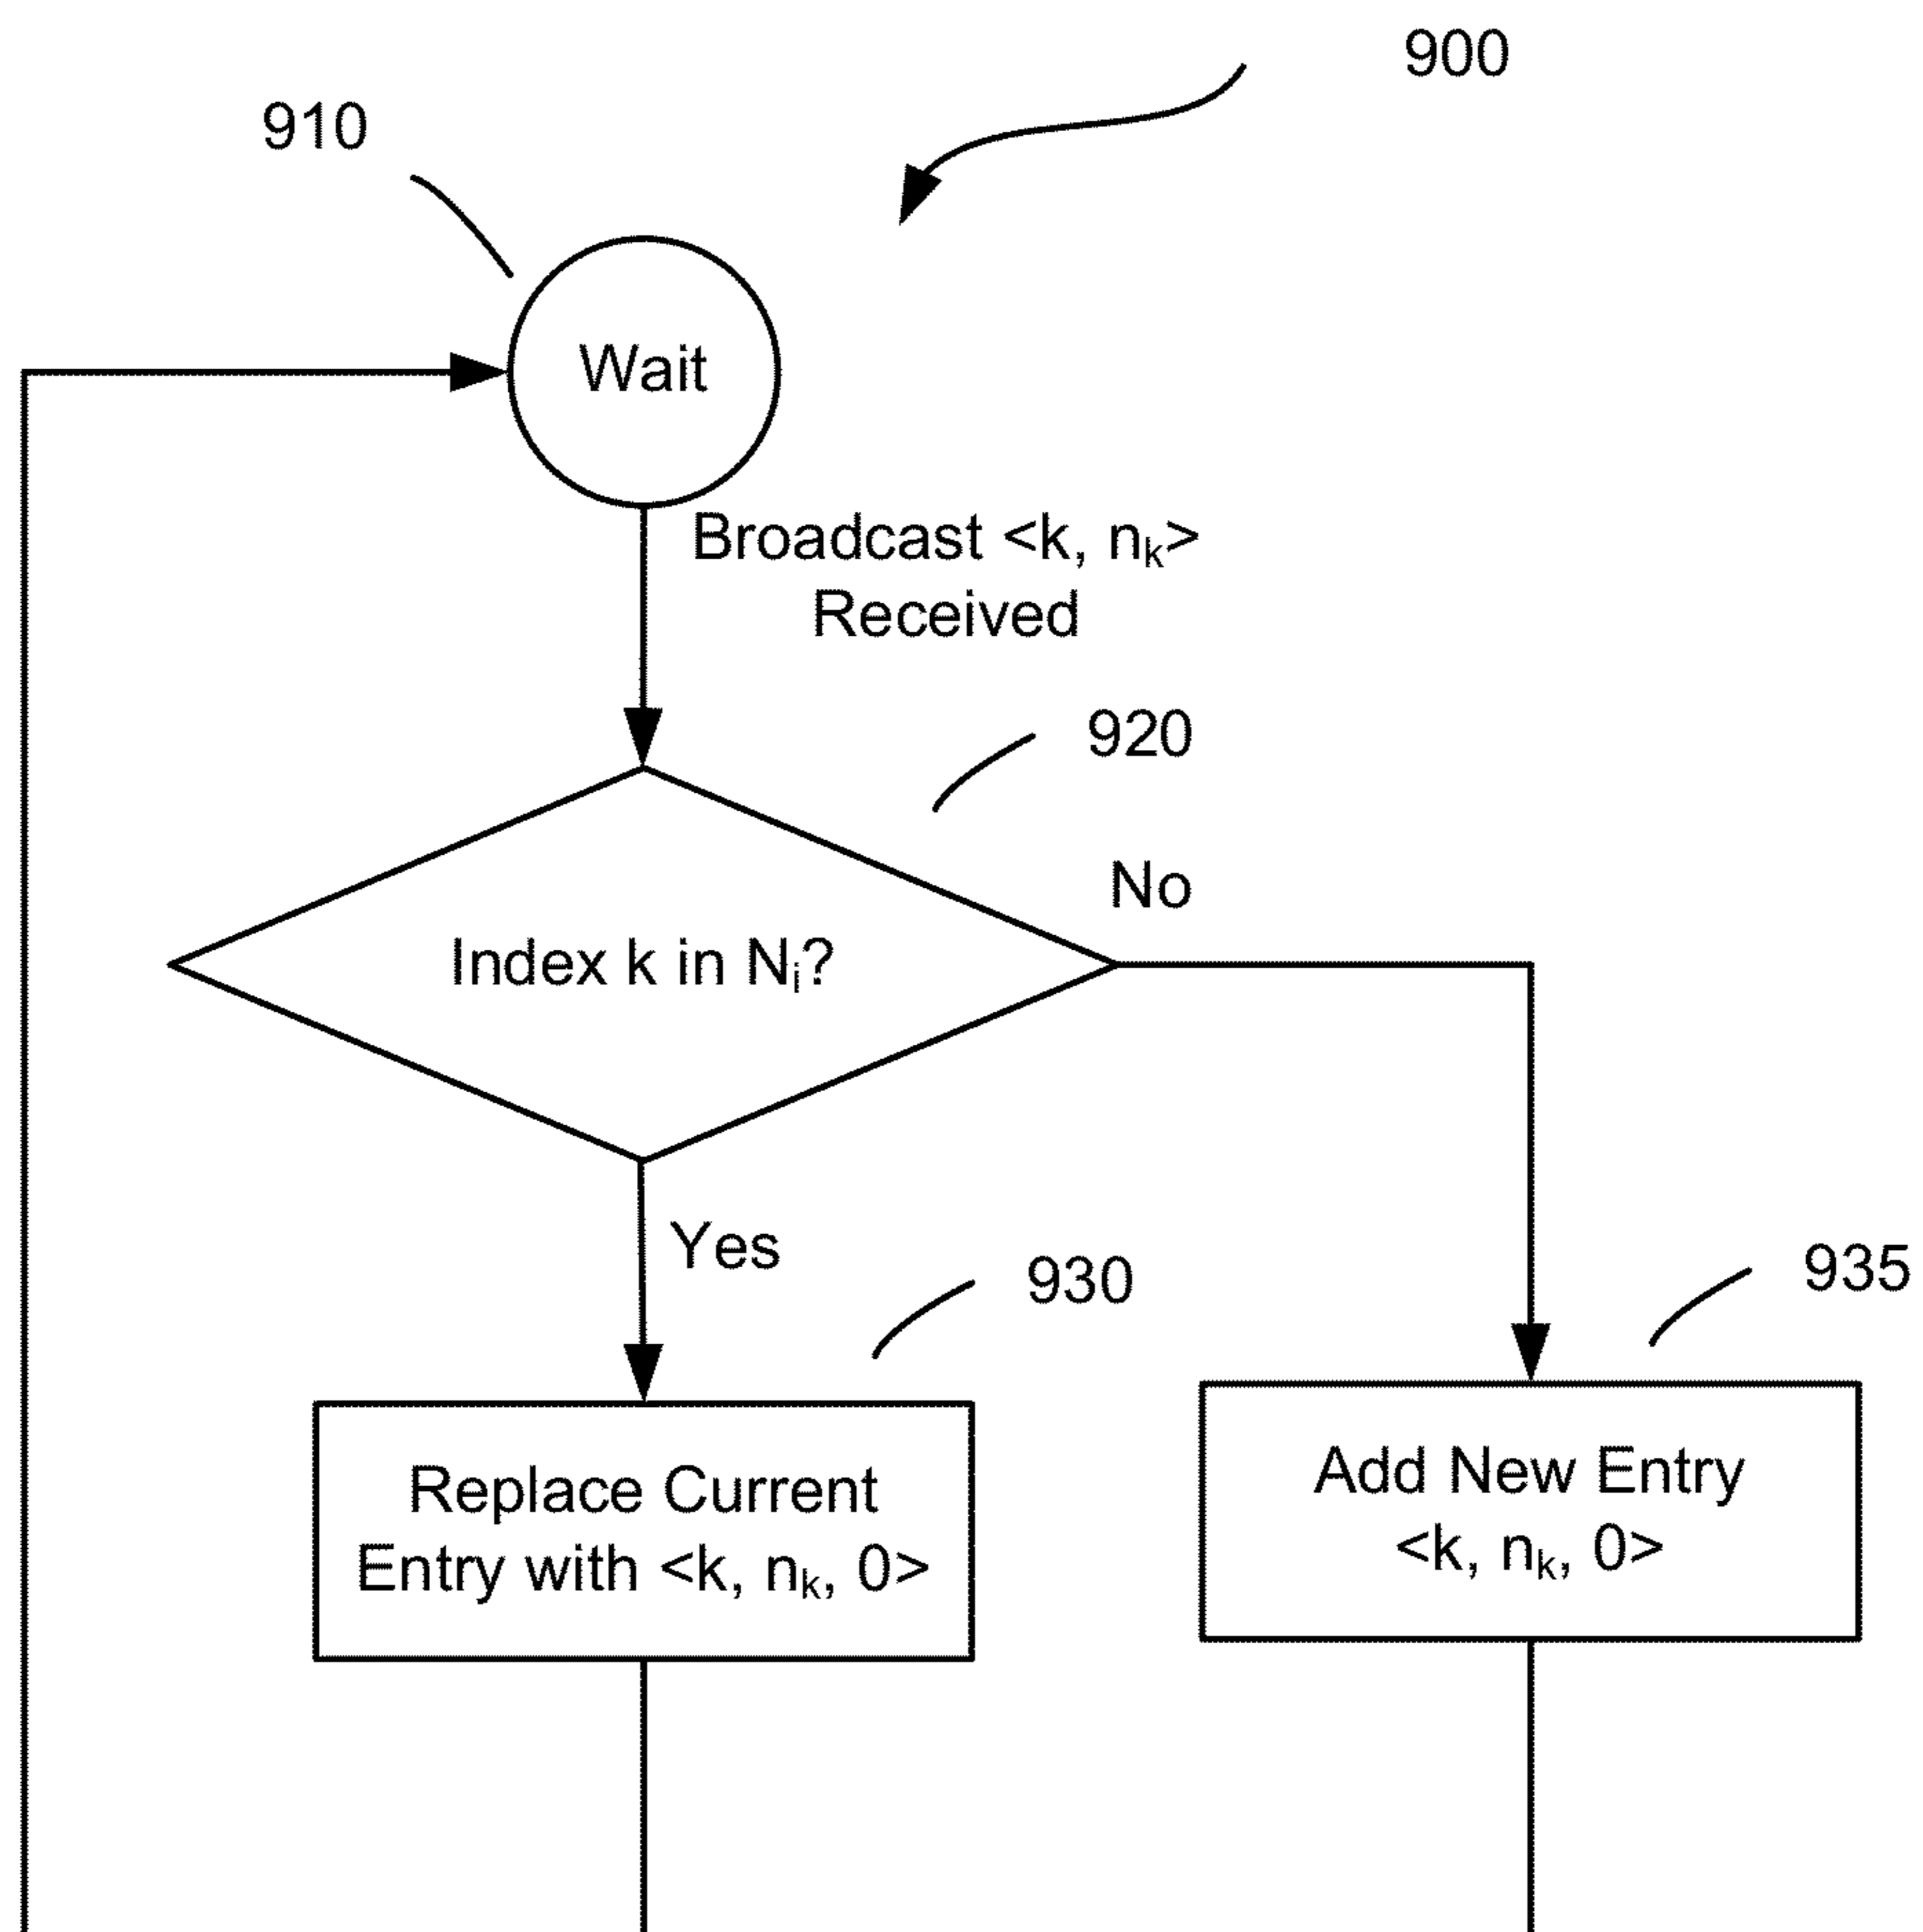 900
910
Wait
Broadcast <k, nₖ>
Received
920
No
Index k in Nᵢ?
Yes
930
935
Replace Current
Entry with <k, nₖ, 0>
Add New Entry
<k, nₖ, 0>